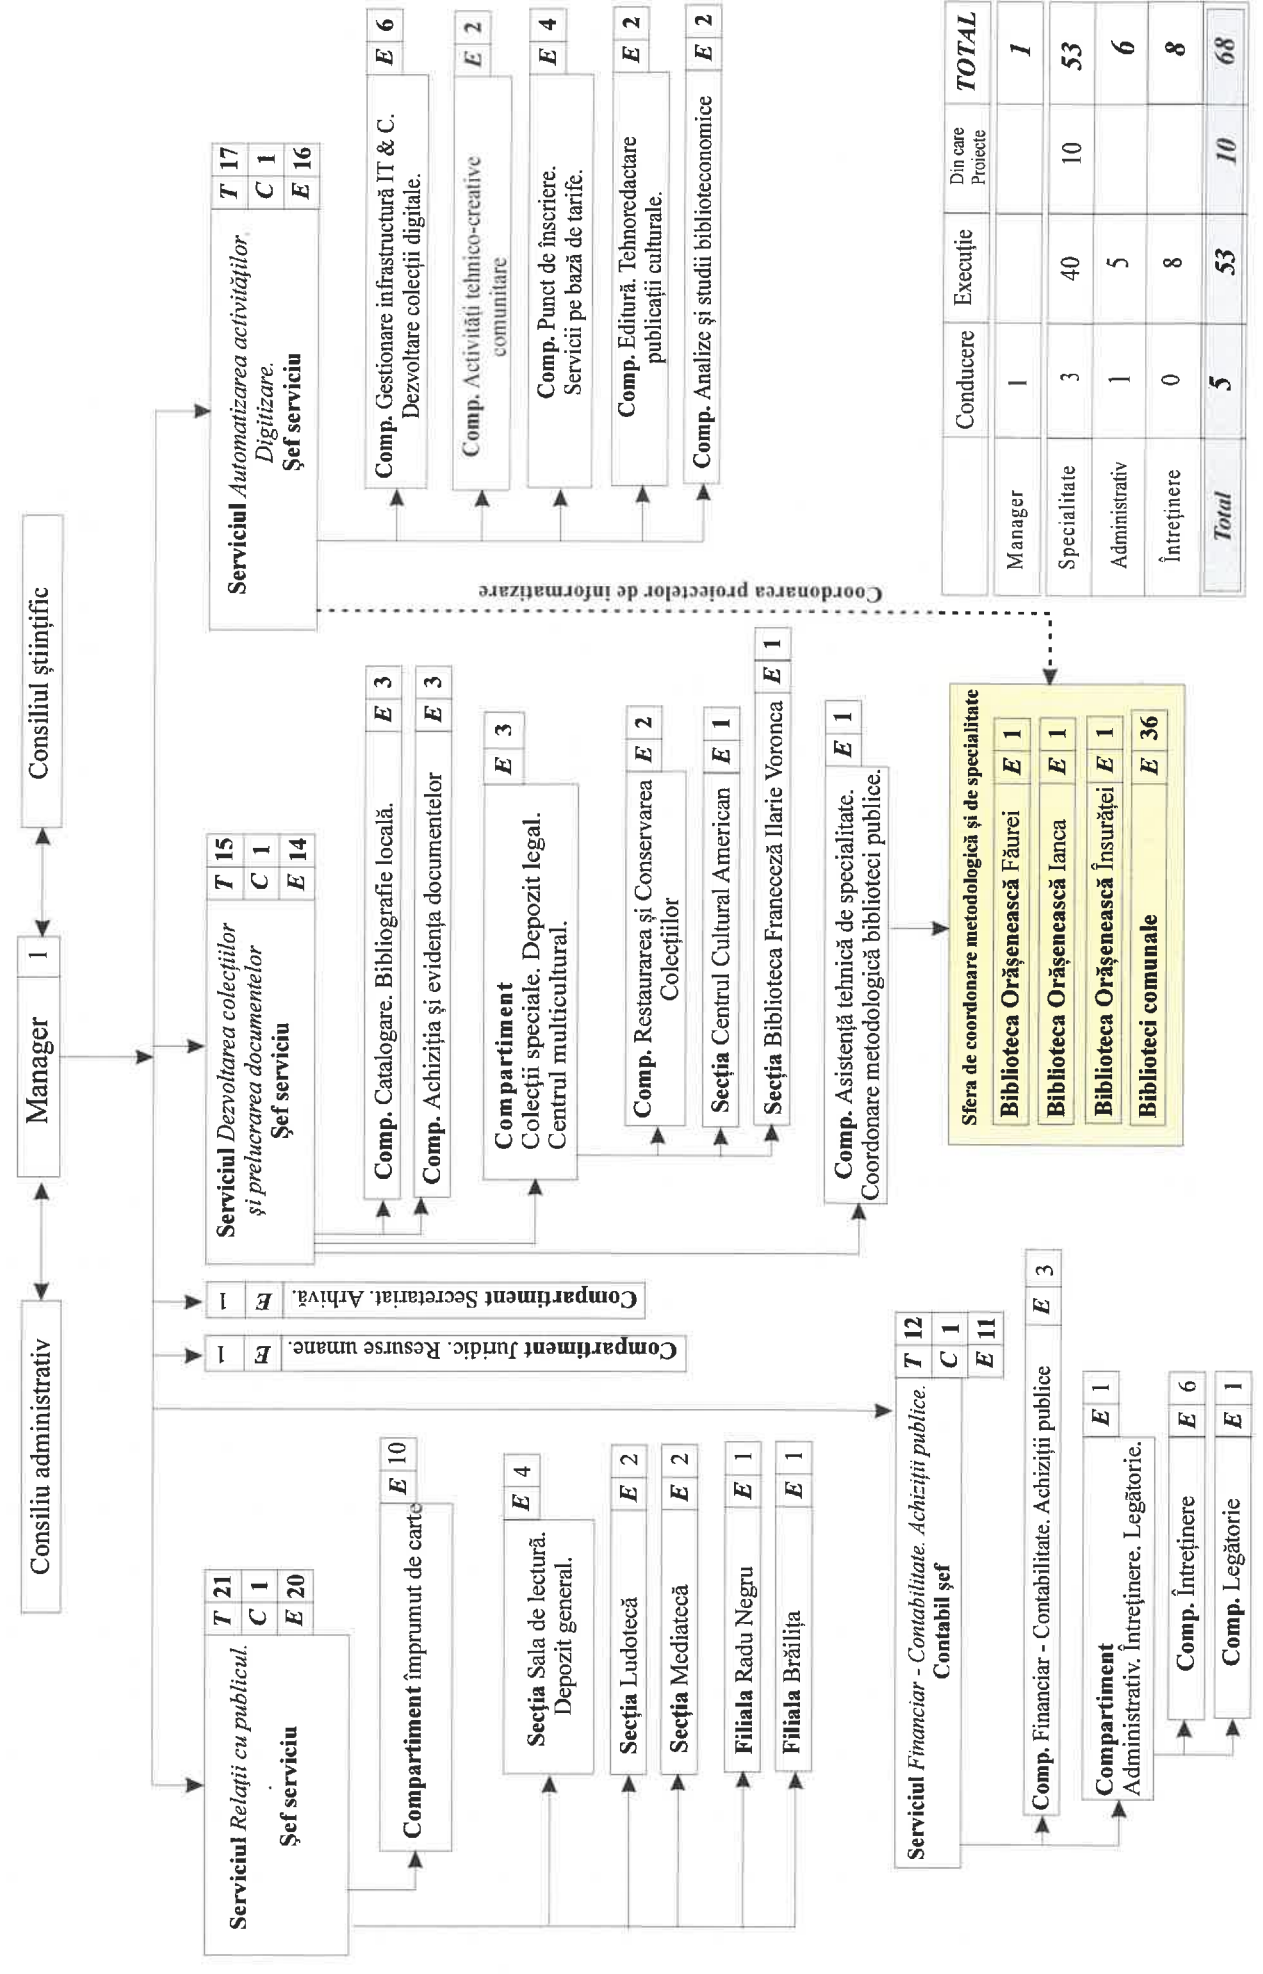 Consiliu administrativ
Manager 1
Consiliul științific
Serviciul Relații cu publicul.
Șef serviciu
T 21
C 1
E 20
Compartiment împrumut de carte E 10
Secția Sala de lectură.
Depozit general.
E 4
Secția Ludotecă E 2
Secția Mediatecă E 2
Filiala Radu Negru E 1
Filiala Brăilița E 1
Compartiment Juridic. Resurse umane. E 1
Compartiment Secretariat. Arhivă. E 1
Serviciul Financiar - Contabilitate. Achiziții publice.
Contabil șef
T 12
C 1
E 11
Comp. Financiar - Contabilitate. Achiziții publice E 3
Compartiment
Administrativ. Întreținere. Legătorie.
E 1
Comp. Întreținere E 6
Comp. Legătorie E 1
Serviciul Dezvoltarea colecțiilor
și prelucrarea documentelor
Șef serviciu
T 15
C 1
E 14
Comp. Catalogare. Bibliografie locală. E 3
Comp. Achiziția și evidența documentelor E 3
Compartiment
Colecții speciale. Depozit legal.
Centrul multicultural.
E 3
Comp. Restaurarea și Conservarea
Colecțiilor
E 2
Secția Centrul Cultural American E 1
Secția Biblioteca Franeceză Ilarie Voronca E 1
Comp. Asistență tehnică de specialitate.
Coordonare metodologică biblioteci publice.
E 1
Sfera de coordonare metodologică și de specialitate
Biblioteca Orășenească Făurei E 1
Biblioteca Orășenească Ianca E 1
Biblioteca Orășenească Însurăței E 1
Biblioteci comunale E 36
Coordonarea proiectelor de informatizare
Serviciul Automatizarea activităților.
Digitizare.
Șef serviciu
T 17
C 1
E 16
Comp. Gestionare infrastructură IT & C.
Dezvoltare colecții digitale.
E 6
Comp. Activități tehnico-creative
comunitare
E 2
Comp. Punct de înscriere.
Servicii pe bază de tarife.
E 4
Comp. Editură. Tehnoredactare
publicații culturale.
E 2
Comp. Analize și studii biblioteconomice E 2
Conducere Execuție Din care Proiecte TOTAL
Manager 1 1
Specialitate 3 40 10 53
Administrativ 1 5 6
Întreținere 0 8 8
Total 5 53 10 68